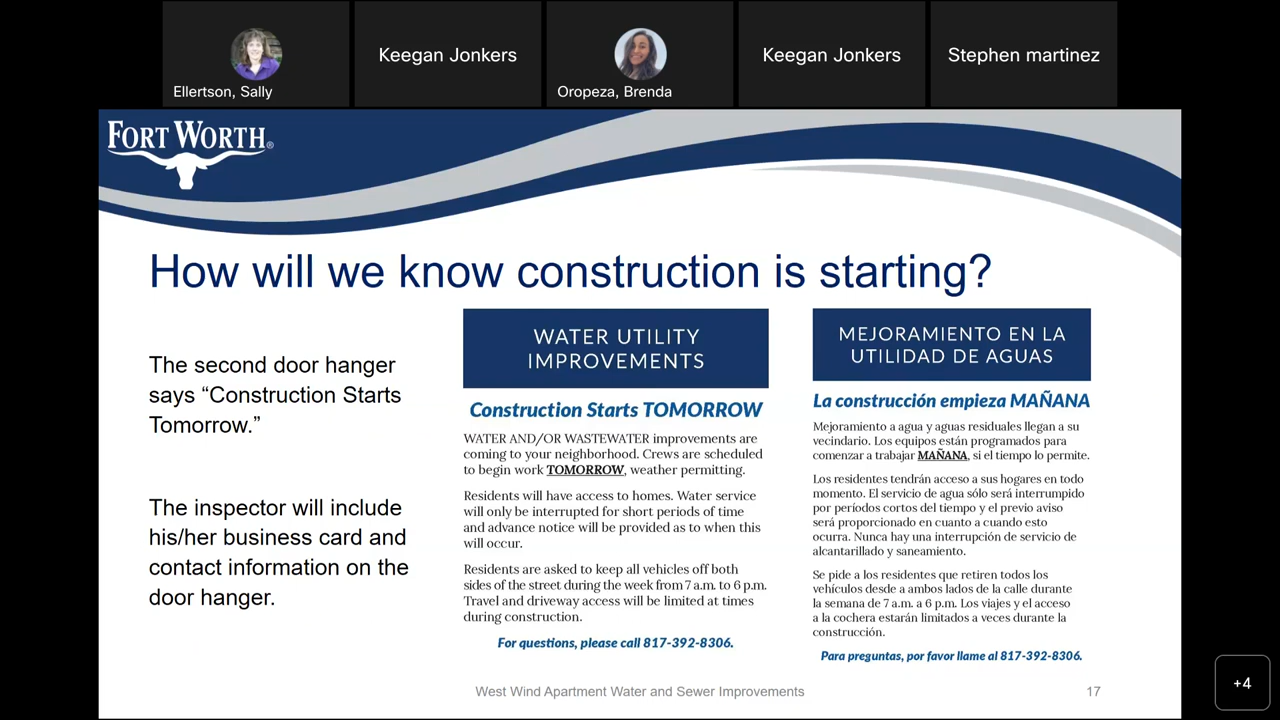 Ellertson, Sally
Keegan Jonkers
Oropeza, Brenda
Keegan Jonkers
Stephen martinez
FORT WORTH®
How will we know construction is starting?
The second door hanger
says “Construction Starts
Tomorrow.”
The inspector will include
his/her business card and
contact information on the
door hanger.
WATER UTILITY
IMPROVEMENTS
Construction Starts TOMORROW
WATER AND/OR WASTEWATER improvements are
coming to your neighborhood. Crews are scheduled
to begin work TOMORROW, weather permitting.
Residents will have access to homes. Water service
will only be interrupted for short periods of time
and advance notice will be provided as to when this
will occur.
Residents are asked to keep all vehicles off both
sides of the street during the week from 7 a.m. to 6 p.m.
Travel and driveway access will be limited at times
during construction.
For questions, please call 817-392-8306.
MEJORAMIENTO EN LA
UTILIDAD DE AGUAS
La construcción empieza MAÑANA
Mejoramiento a agua y aguas residuales llegan a su
vecindario. Los equipos están programados para
comenzar a trabajar MAÑANA, si el tiempo lo permite.
Los residentes tendrán acceso a sus hogares en todo
momento. El servicio de agua sólo será interrumpido
por períodos cortos del tiempo y el previo aviso
será proporcionado en cuanto a cuando esto
ocurra. Nunca hay una interrupción de servicio de
alcantarillado y saneamiento.
Se pide a los residentes que retiren todos los
vehículos desde a ambos lados de la calle durante
la semana de 7 a.m. a 6 p.m. Los viajes y el acceso
a la cochera estarán limitados a veces durante la
construcción.
Para preguntas, por favor llame al 817-392-8306.
West Wind Apartment Water and Sewer Improvements
17
+4